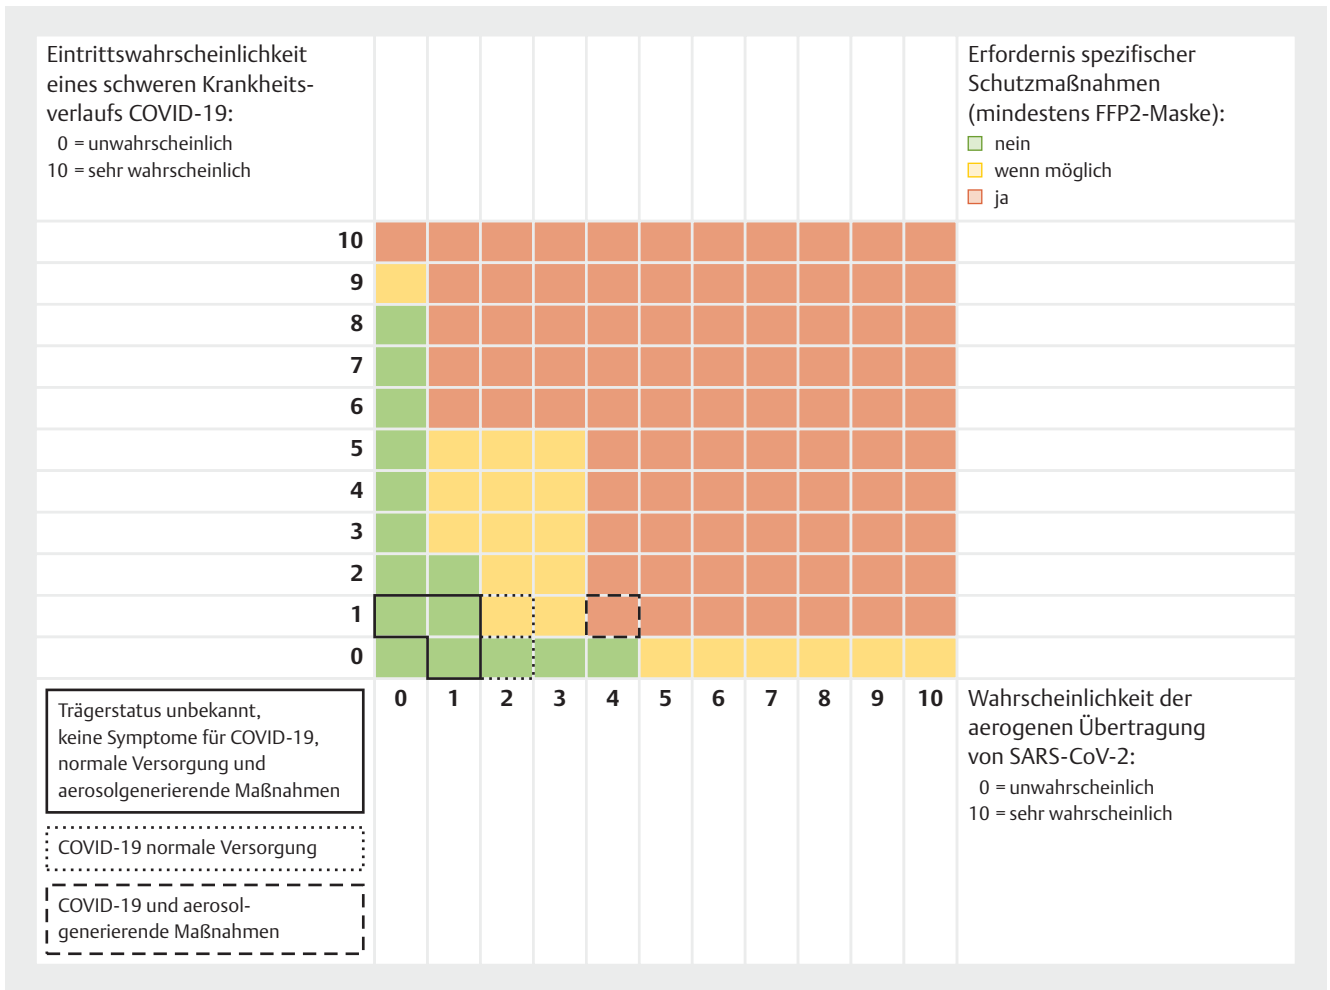 Eintrittswahrscheinlichkeit
eines schweren Krankheits-
verlaufs COVID-19:
0 = unwahrscheinlich
10 = sehr wahrscheinlich
Erfordernis spezifischer
Schutzmaßnahmen
(mindestens FFP2-Maske):
nein
wenn möglich
ja
10
9
8
7
6
5
4
3
2
1
0
0 1 2 3 4 5 6 7 8 9 10
Trägerstatus unbekannt,
keine Symptome für COVID-19,
normale Versorgung und
aerosolgenerierende Maßnahmen
COVID-19 normale Versorgung
COVID-19 und aerosol-
generierende Maßnahmen
Wahrscheinlichkeit der
aerogenen Übertragung
von SARS-CoV-2:
0 = unwahrscheinlich
10 = sehr wahrscheinlich